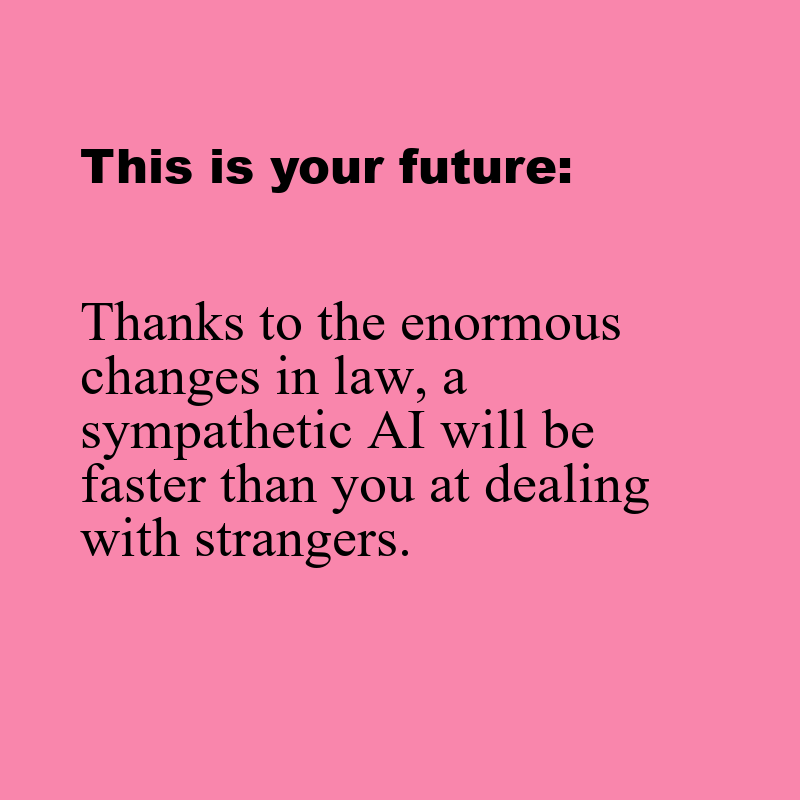 This is your future:
Thanks to the enormous
changes in law, a
sympathetic AI will be
faster than you at dealing
with strangers.